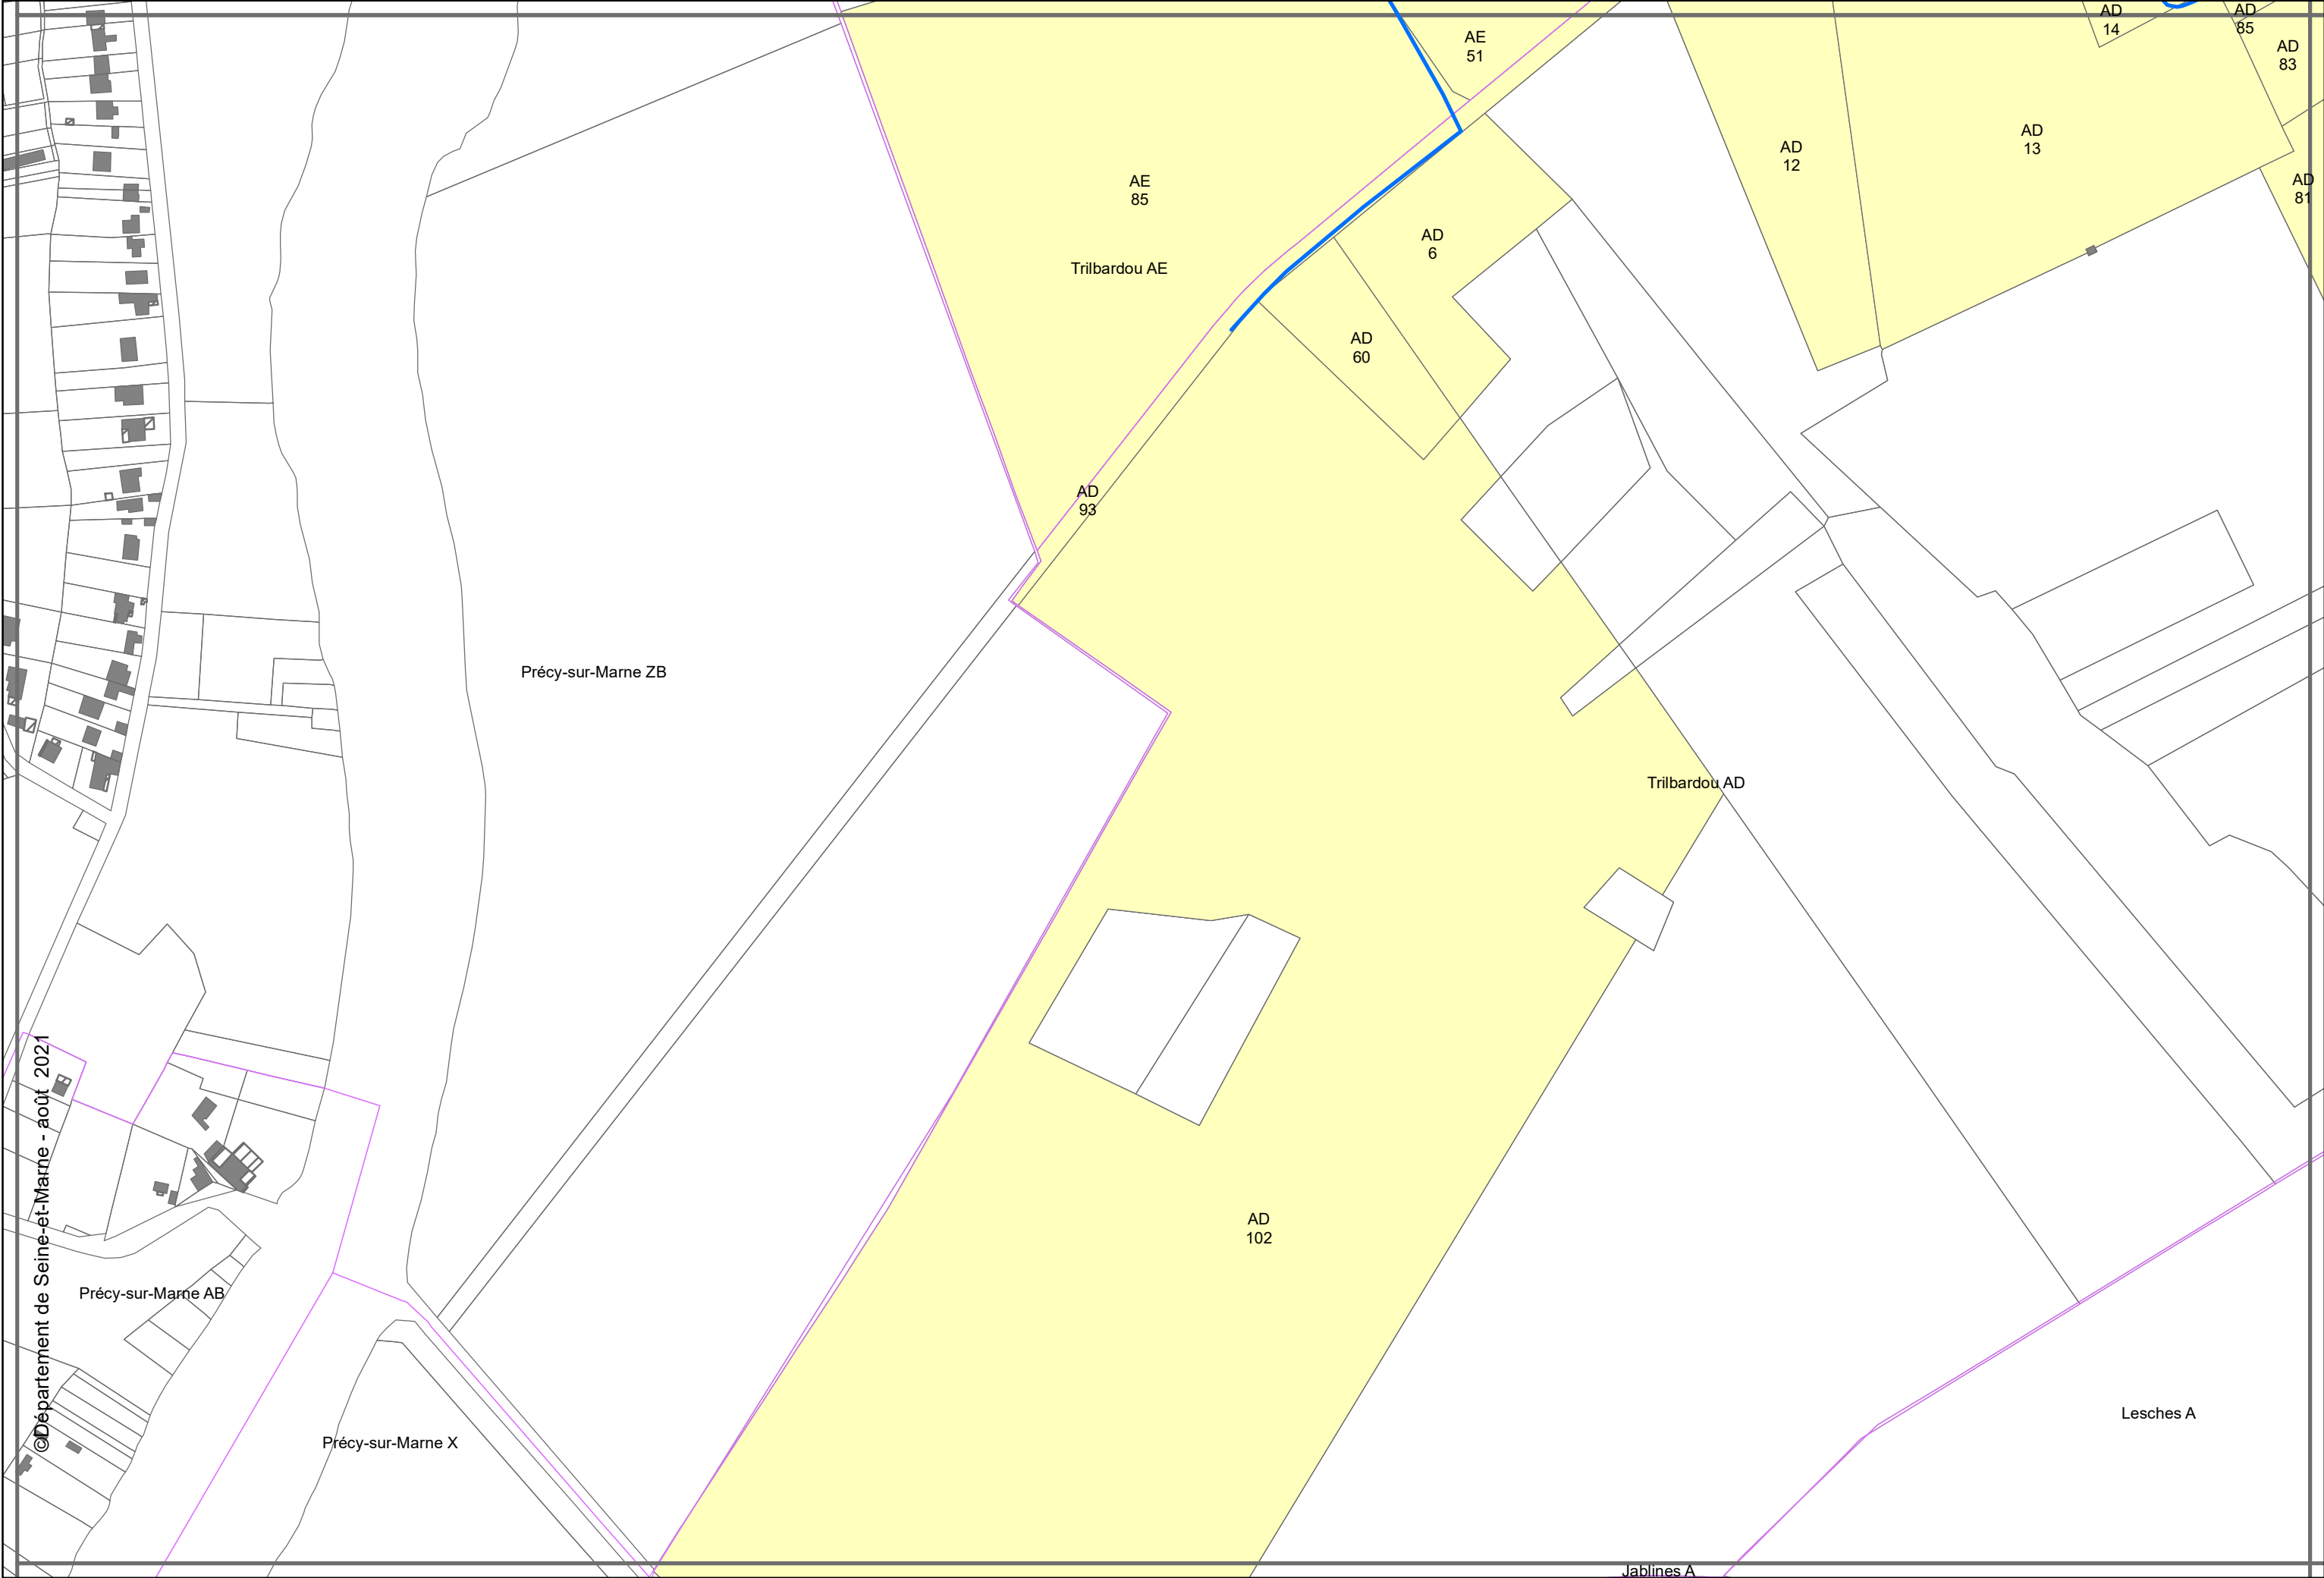 AD
14
AD
85
AE
51
AD
83
AD
13
AD
12
AE
85
AD
81
AD
6
Trilbardou AE
AD
60
AD
93
Précy-sur-Marne ZB
Trilbardou AD
AD
102
©Département de Seine-et-Marne - août 2021
Précy-sur-Marne AB
Lesches A
Précy-sur-Marne X
Jablines A